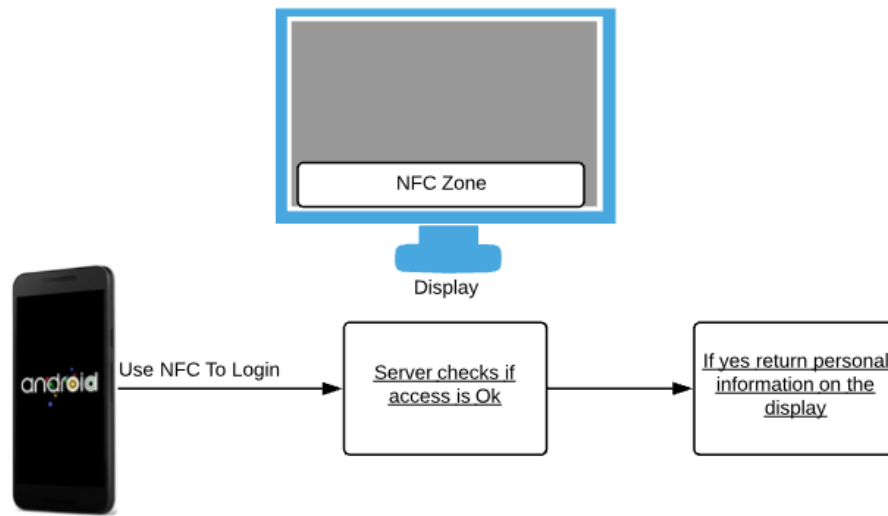 NFC Zone
Display
android
Use NFC To Login
Server checks if
access is Ok
If yes return personal
information on the
display